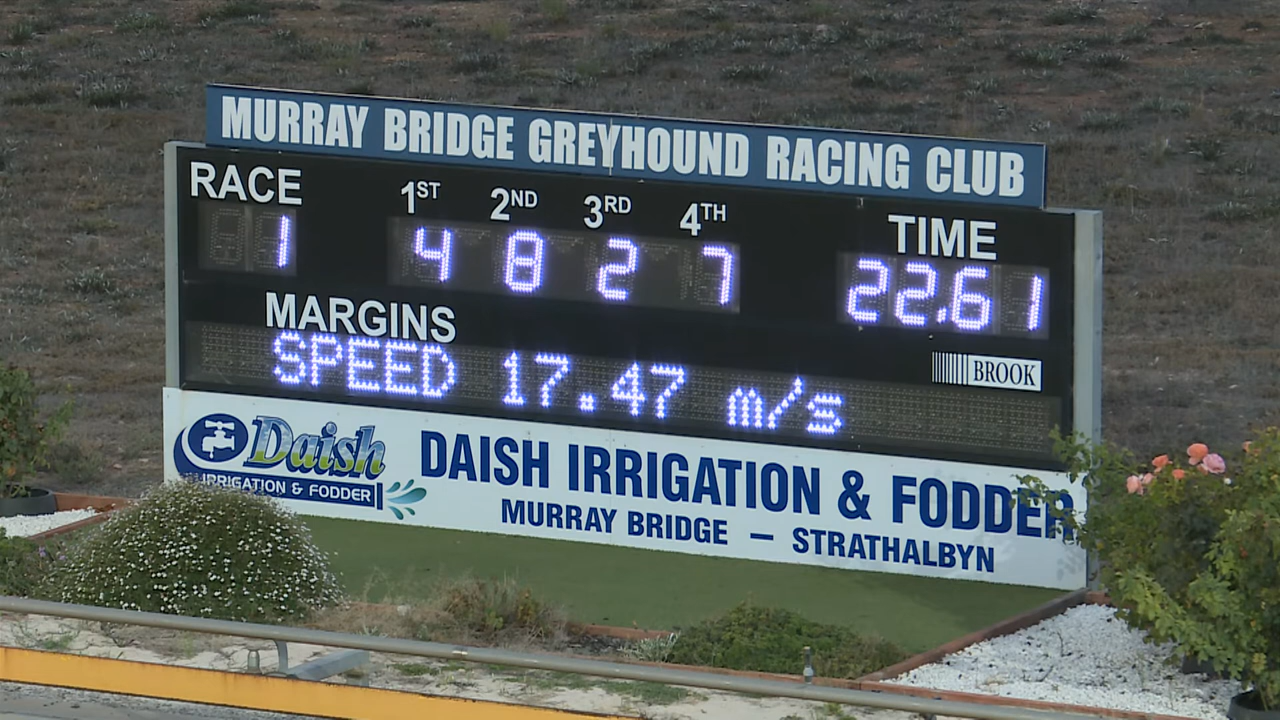 MURRAY BRIDGE GREYHOUND RACING CLUB
RACE 1ST 2ND 3RD 4TH TIME
1 4 8 2 7 22.61
MARGINS
SPEED 17.47 m/s
BROOK
Daish
IRRIGATION & FODDER
DAISH IRRIGATION & FODDER
MURRAY BRIDGE – STRATHALBYN